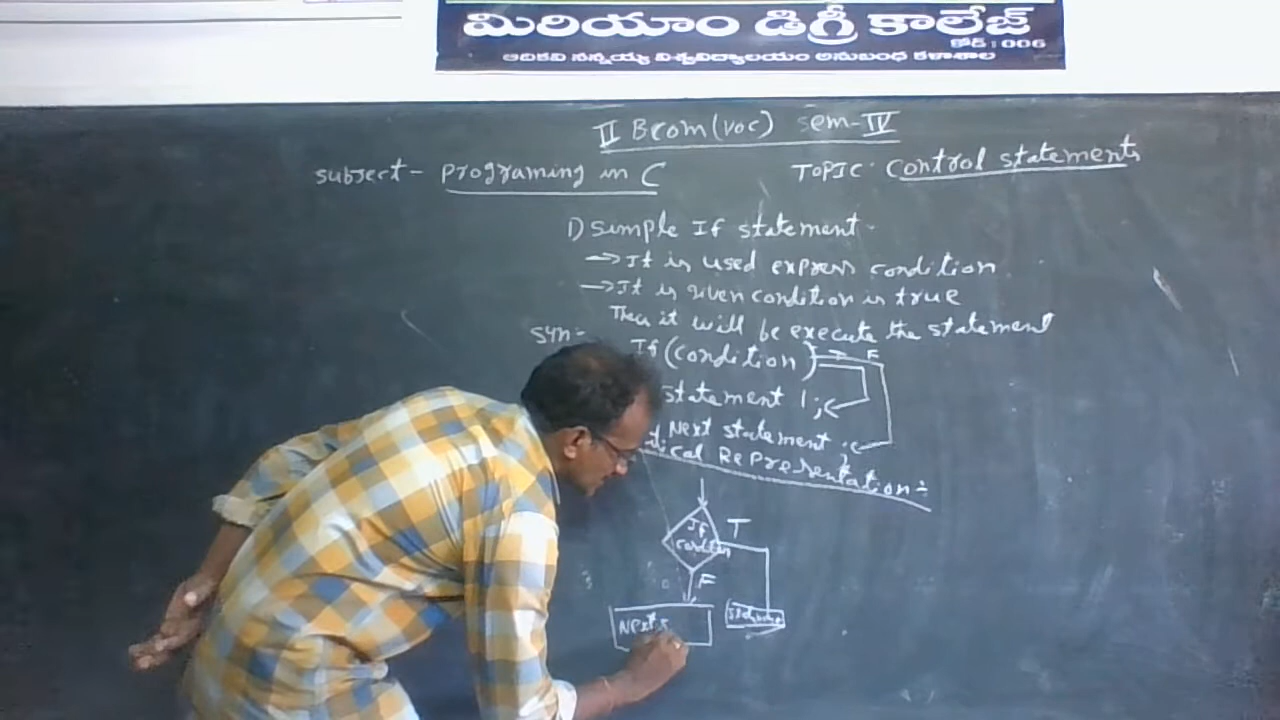 మిరియాం డిగ్రీ కాలేజ్
కోడ్ : 006
ఆదికవి నన్నయ్య విశ్వవిద్యాలయం అనుబంధ కళాశాల
II Bcom(voc) sem-IV
subject - programing in C
TOPIC. control statements
1) simple If statement.
→ It is used express condition
→ It is given condition is true
Then it will be execute the statement
syn:-
If (condition)
F
statement 1;
Next statement;
tical Representation:-
If condition
T
F
Next s